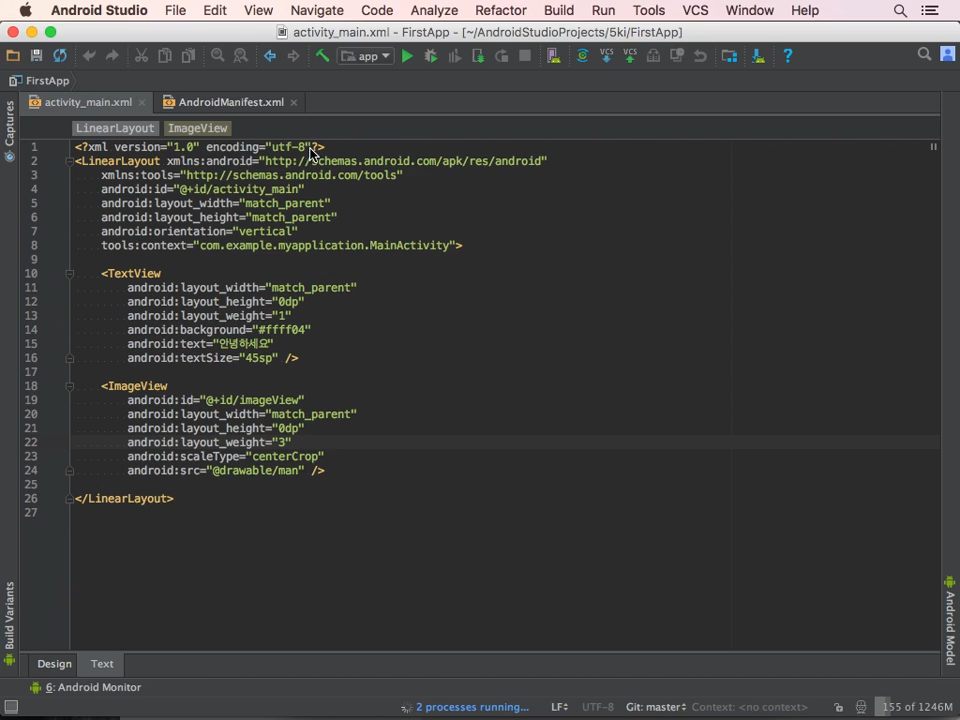 Android Studio File Edit View Navigate Code Analyze Refactor Build Run Tools VCS Window Help
activity_main.xml - FirstApp - [~/AndroidStudioProjects/5ki/FirstApp]
app VCS VCS ?
FirstApp
activity_main.xml AndroidManifest.xml
LinearLayout ImageView
1 <?xml version="1.0" encoding="utf-8"?>
2 <LinearLayout xmlns:android="http://schemas.android.com/apk/res/android"
3 xmlns:tools="http://schemas.android.com/tools"
4 android:id="@+id/activity_main"
5 android:layout_width="match_parent"
6 android:layout_height="match_parent"
7 android:orientation="vertical"
8 tools:context="com.example.myapplication.MainActivity">
9
10 <TextView
11 android:layout_width="match_parent"
12 android:layout_height="0dp"
13 android:layout_weight="1"
14 android:background="#ffff04"
15 android:text="안녕하세요"
16 android:textSize="45sp" />
17
18 <ImageView
19 android:id="@+id/imageView"
20 android:layout_width="match_parent"
21 android:layout_height="0dp"
22 android:layout_weight="3"
23 android:scaleType="centerCrop"
24 android:src="@drawable/man" />
25
26 </LinearLayout>
27
Captures
Build Variants
Android Model
Design Text
6: Android Monitor
2 processes running... LF UTF-8 Git: master Context: <no context> 155 of 1246M